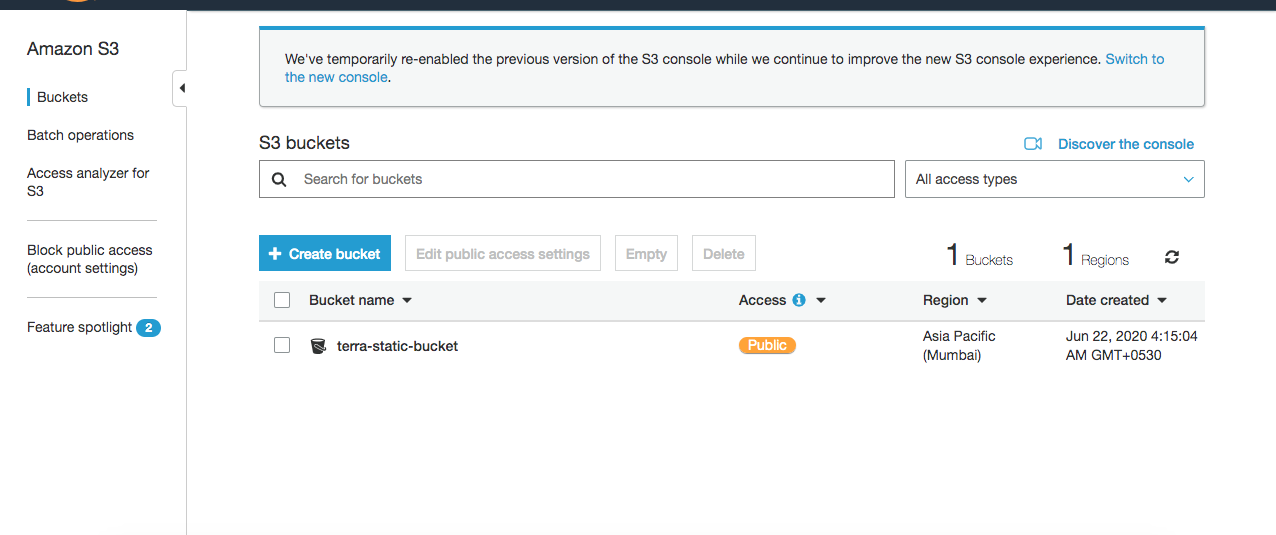 Amazon S3
Buckets
Batch operations
Access analyzer for
S3
Block public access
(account settings)
Feature spotlight 2
We've temporarily re-enabled the previous version of the S3 console while we continue to improve the new S3 console experience. Switch to
the new console.
S3 buckets
Discover the console
Search for buckets
All access types
Create bucket
Edit public access settings
Empty
Delete
1 Buckets
1 Regions
Bucket name
Access
Region
Date created
terra-static-bucket
Public
Asia Pacific
(Mumbai)
Jun 22, 2020 4:15:04
AM GMT+0530